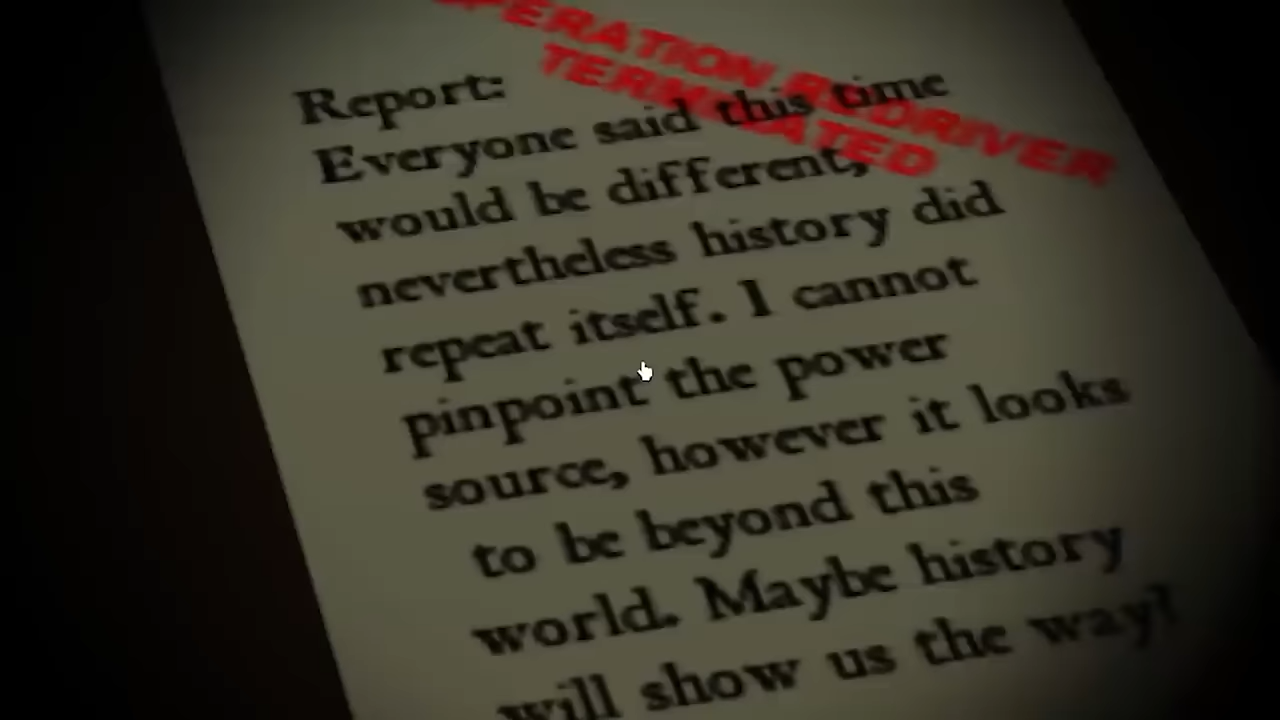 OPERATION REDRIVER
TERMINATED
Report:
Everyone said this time
would be different,
nevertheless history did
repeat itself. I cannot
pinpoint the power
source, however it looks
to be beyond this
world. Maybe history
will show us the way?